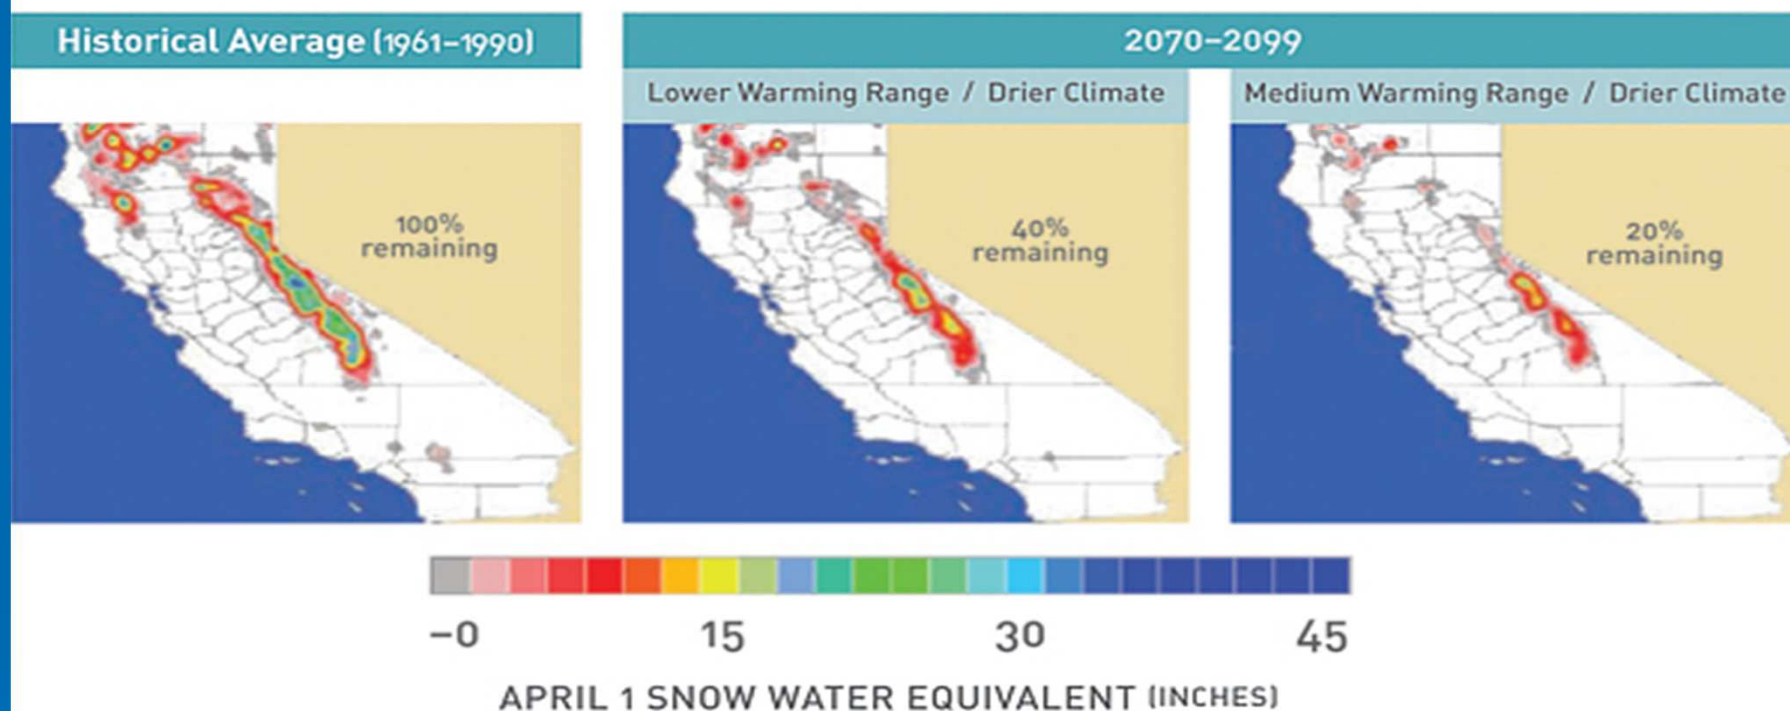 Historical Average (1961–1990)
2070–2099
Lower Warming Range / Drier Climate
Medium Warming Range / Drier Climate
100%
remaining
40%
remaining
20%
remaining
–0 15 30 45
APRIL 1 SNOW WATER EQUIVALENT (INCHES)